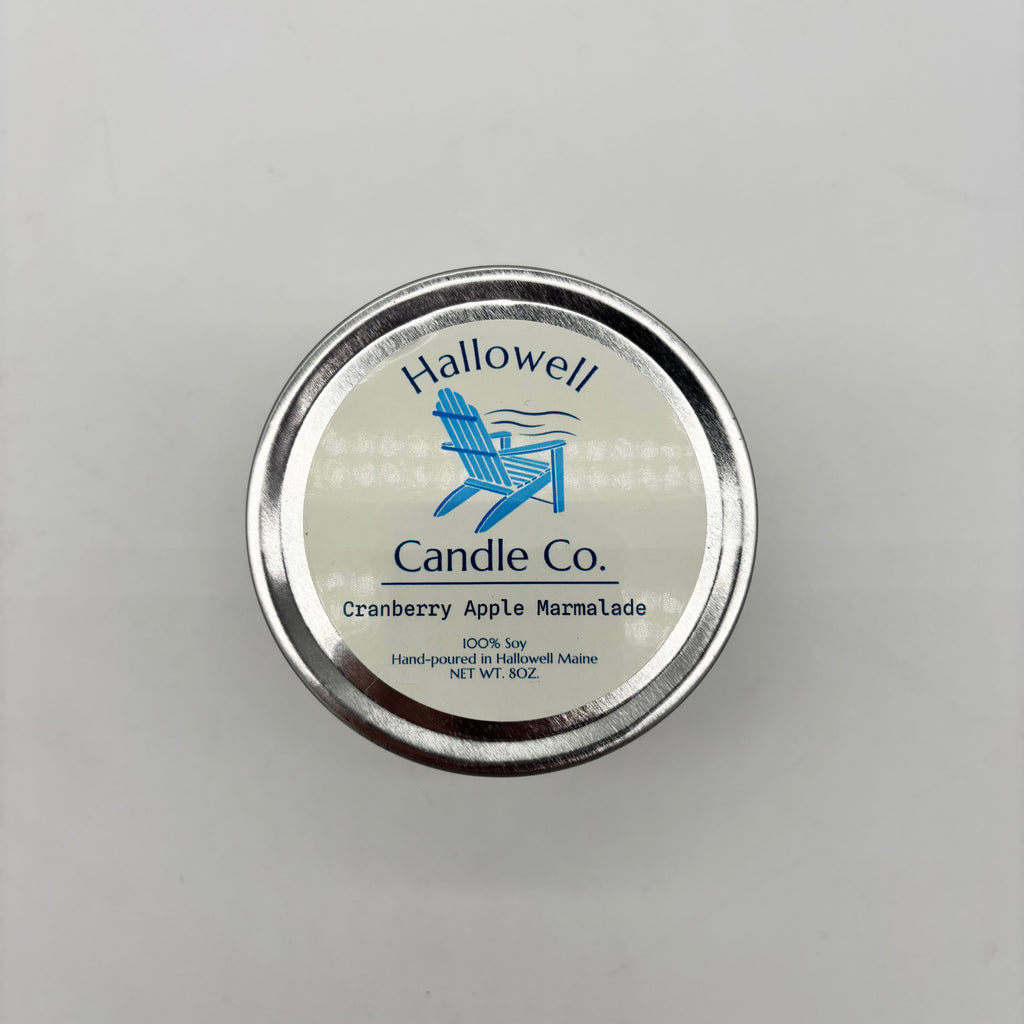 Hallowell
Candle Co.
Cranberry Apple Marmalade
100% Soy
Hand-poured in Hallowell Maine
NET WT. 8OZ.